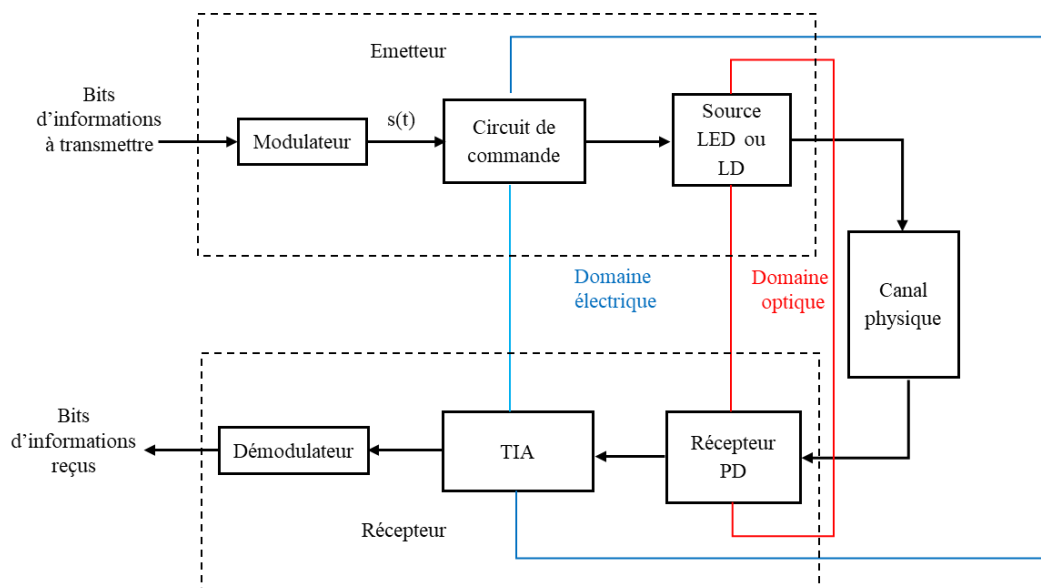 Emetteur
Bits
d'informations
à transmettre
Modulateur
s(t)
Circuit de
commande
Source
LED ou
LD
Domaine
électrique
Domaine
optique
Canal
physique
Bits
d'informations
reçus
Démodulateur
TIA
Récepteur
PD
Récepteur